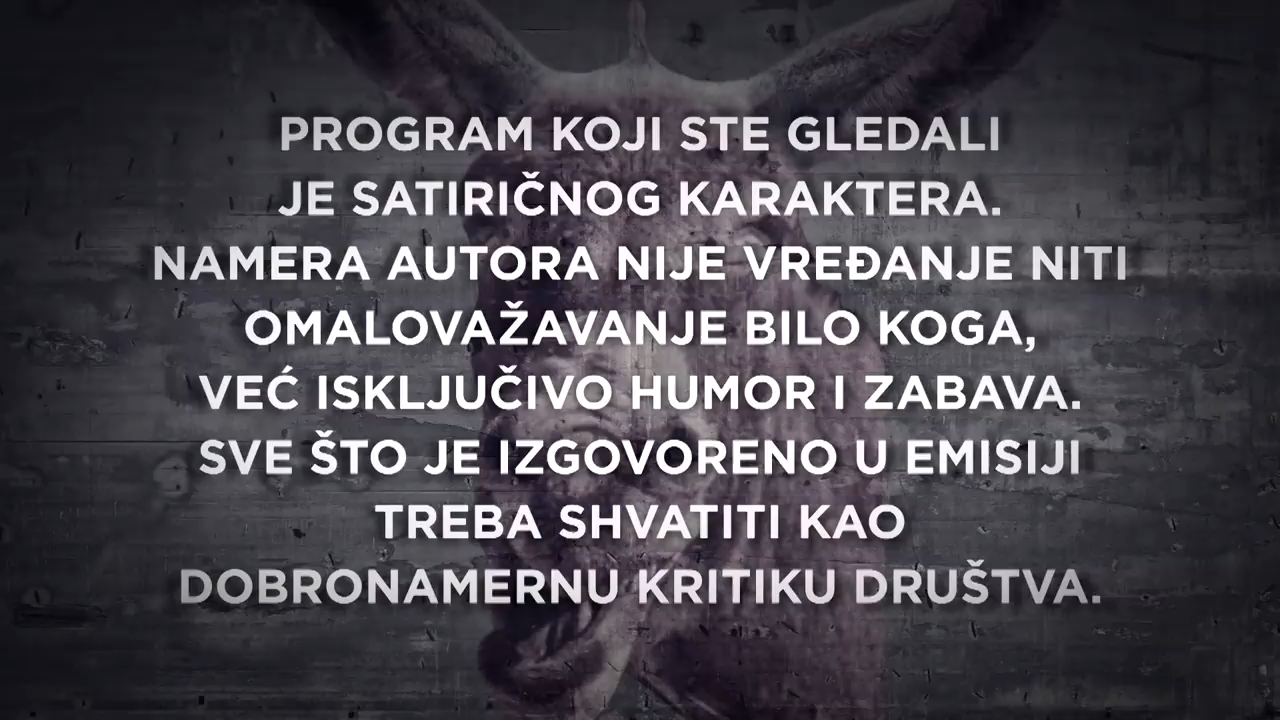 PROGRAM KOJI STE GLEDALI
JE SATIRIČNOG KARAKTERA.
NAMERA AUTORA NIJE VREĐANJE NITI
OMALOVAŽAVANJE BILO KOGA,
VEĆ ISKLJUČIVO HUMOR I ZABAVA.
SVE ŠTO JE IZGOVORENO U EMISIJI
TREBA SHVATITI KAO
DOBRONAMERNU KRITIKU DRUŠTVA.